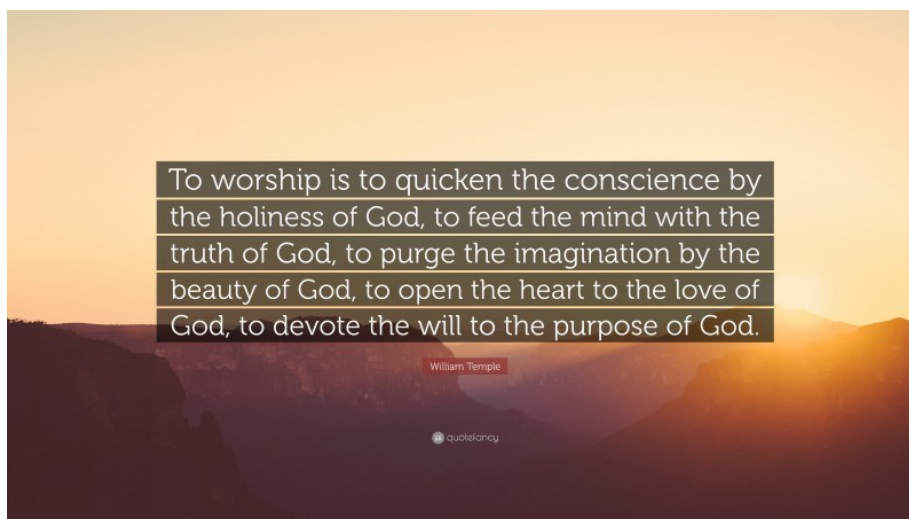 To worship is to quicken the conscience by
the holiness of God, to feed the mind with the
truth of God, to purge the imagination by the
beauty of God, to open the heart to the love of
God, to devote the will to the purpose of God.
William Temple
quotefancy